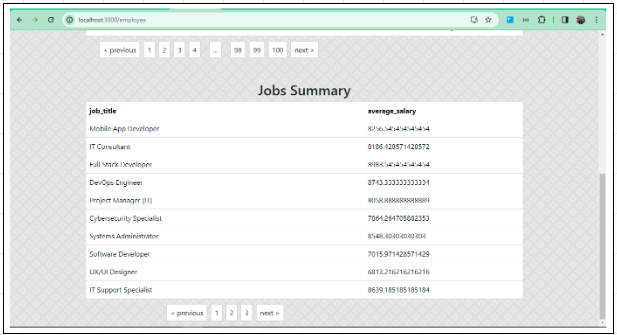 localhost:3000/employee
< previous 1 2 3 4 ... 98 99 100 next >
Jobs Summary
job_title average_salary
Mobile App Developer 8256.545454545454
IT Consultant 8186.428571428572
Full Stack Developer 8983.545454545454
DevOps Engineer 8743.333333333334
Project Manager (IT) 8058.888888888889
Cybersecurity Specialist 7864.264705882353
Systems Administrator 8548.30303030303
Software Developer 7015.971428571429
UX/UI Designer 6813.216216216216
IT Support Specialist 8639.185185185184
< previous 1 2 3 next >